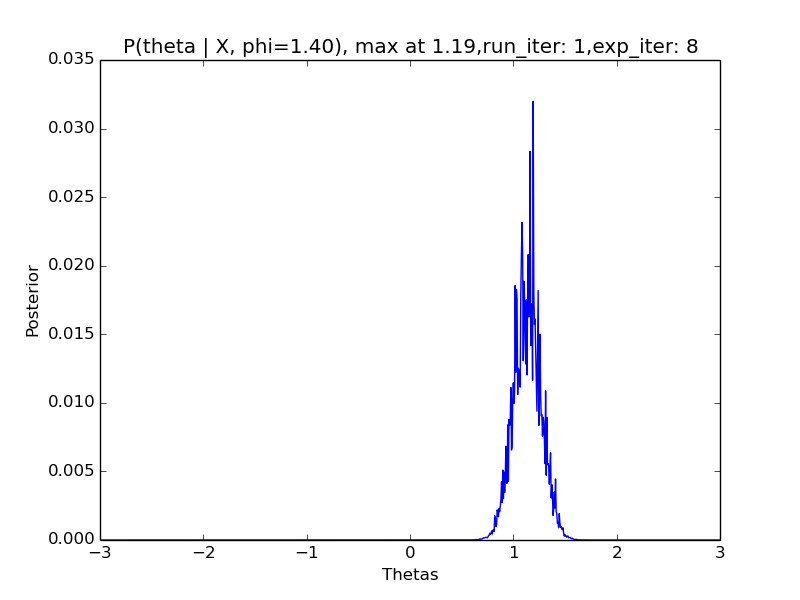 P(theta | X, phi=1.40), max at 1.19,run_iter: 1,exp_iter: 8
0.035
0.030
0.025
0.020
0.015
0.010
0.005
0.000
Posterior
−3 −2 −1 0 1 2 3
Thetas